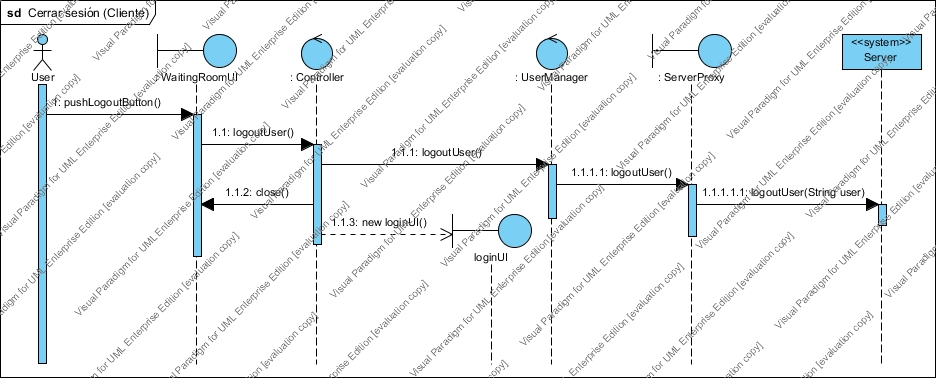 sd Cerrar sesión (Cliente)
User
: WaitingRoomUI
: Controller
: UserManager
: ServerProxy
<<system>>
Server
1: pushLogoutButton()
1.1: logoutUser()
1.1.1: logoutUser()
1.1.1.1: logoutUser()
1.1.1.1.1: logoutUser(String user)
1.1.2: close()
1.1.3: new loginUI()
loginUI
Visual Paradigm for UML Enterprise Edition [evaluation copy]